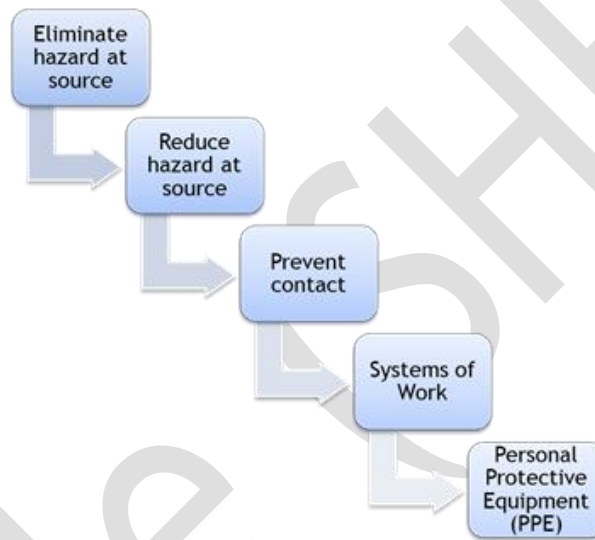 Eliminate
hazard at
source
Reduce
hazard at
source
Prevent
contact
Systems of
Work
Personal
Protective
Equipment
(PPE)